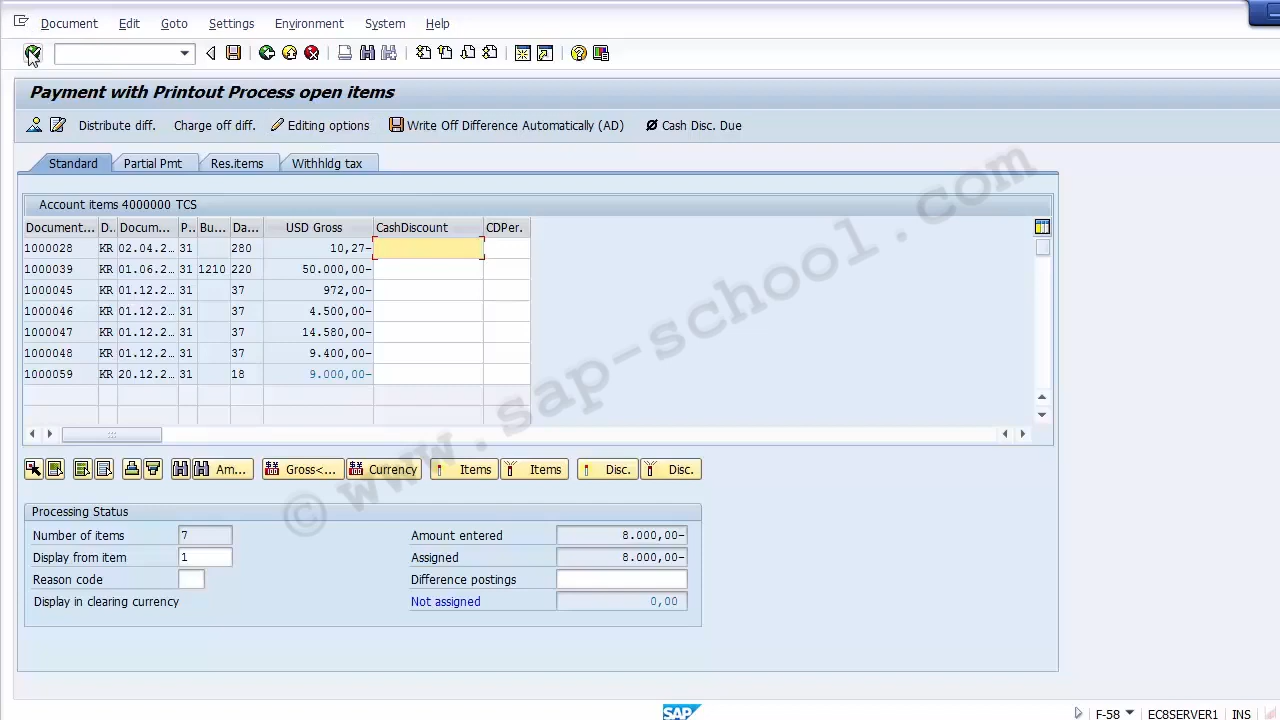 Document Edit Goto Settings Environment System Help
Payment with Printout Process open items
Distribute diff. Charge off diff. Editing options Write Off Difference Automatically (AD) Cash Disc. Due
Standard Partial Pmt Res.items Withhldg tax
Account items 4000000 TCS
Document... D. Docum... P.. Bu... Da... USD Gross CashDiscount CDPer.
1000028 KR 02.04.2... 31 280 10,27-
1000039 KR 01.06.2... 31 1210 220 50.000,00-
1000045 KR 01.12.2... 31 37 972,00-
1000046 KR 01.12.2... 31 37 4.500,00-
1000047 KR 01.12.2... 31 37 14.580,00-
1000048 KR 01.12.2... 31 37 9.400,00-
1000059 KR 20.12.2... 31 18 9.000,00-
Am... Gross<... Currency Items Items Disc. Disc.
Processing Status
Number of items 7 Amount entered 8.000,00-
Display from item 1 Assigned 8.000,00-
Reason code Difference postings
Display in clearing currency Not assigned 0,00
© www.sap-school.com
SAP F-58 EC8SERVER1 INS